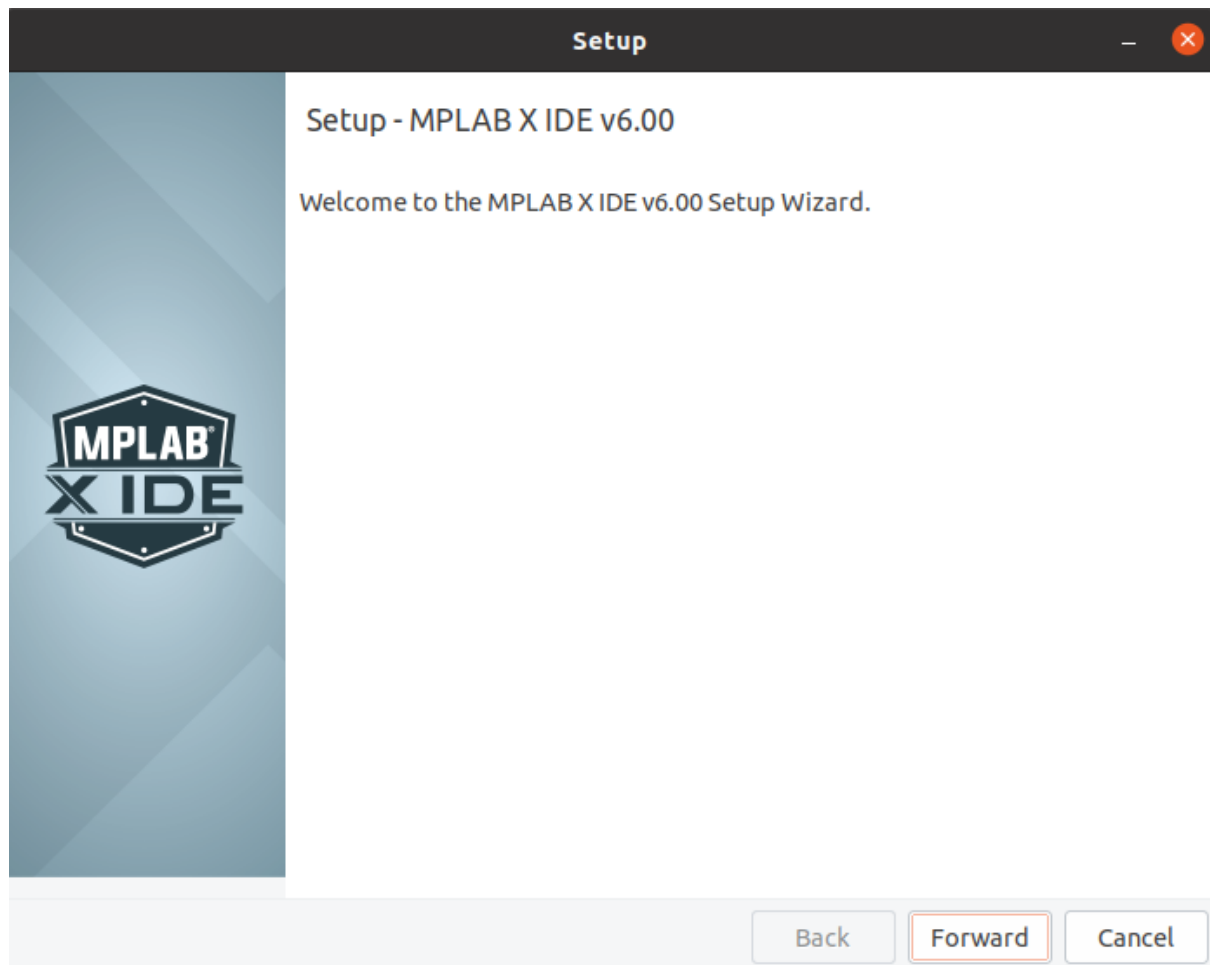 Setup
Setup - MPLAB X IDE v6.00
Welcome to the MPLAB X IDE v6.00 Setup Wizard.
MPLAB®
X IDE
Back Forward Cancel